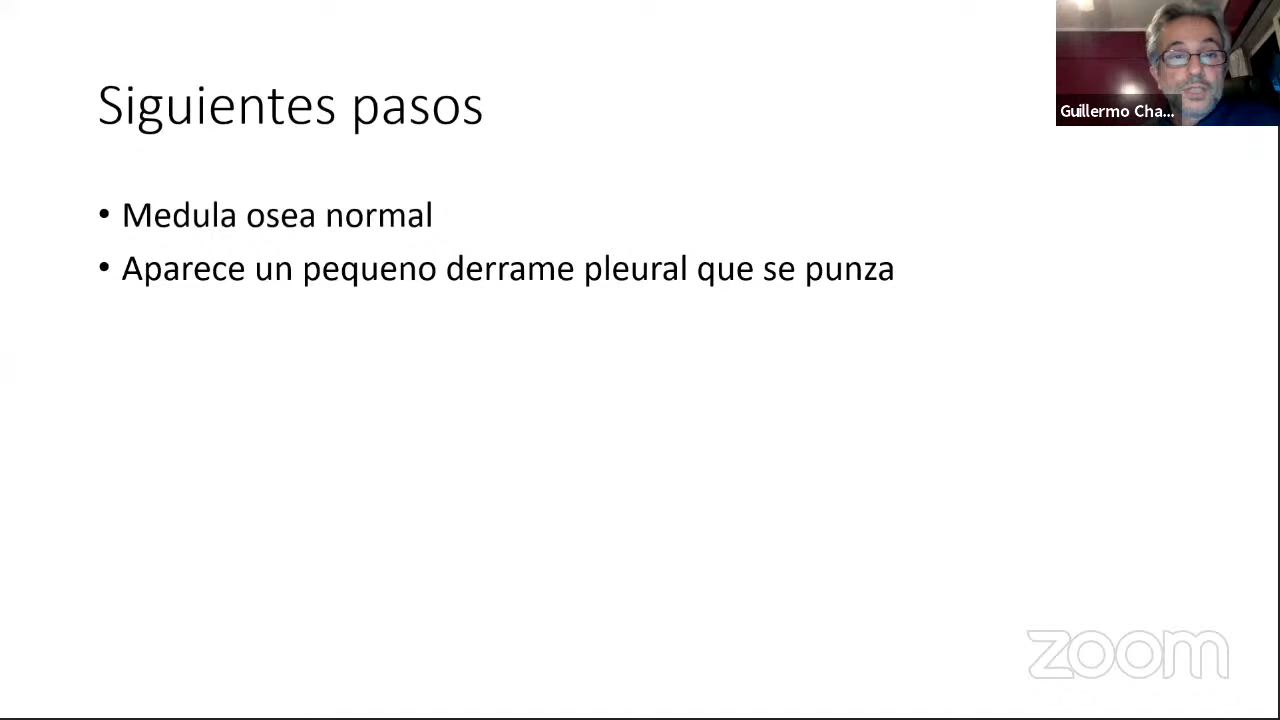 Siguientes pasos
Guillermo Cha...
• Medula osea normal
• Aparece un pequeno derrame pleural que se punza
zoom